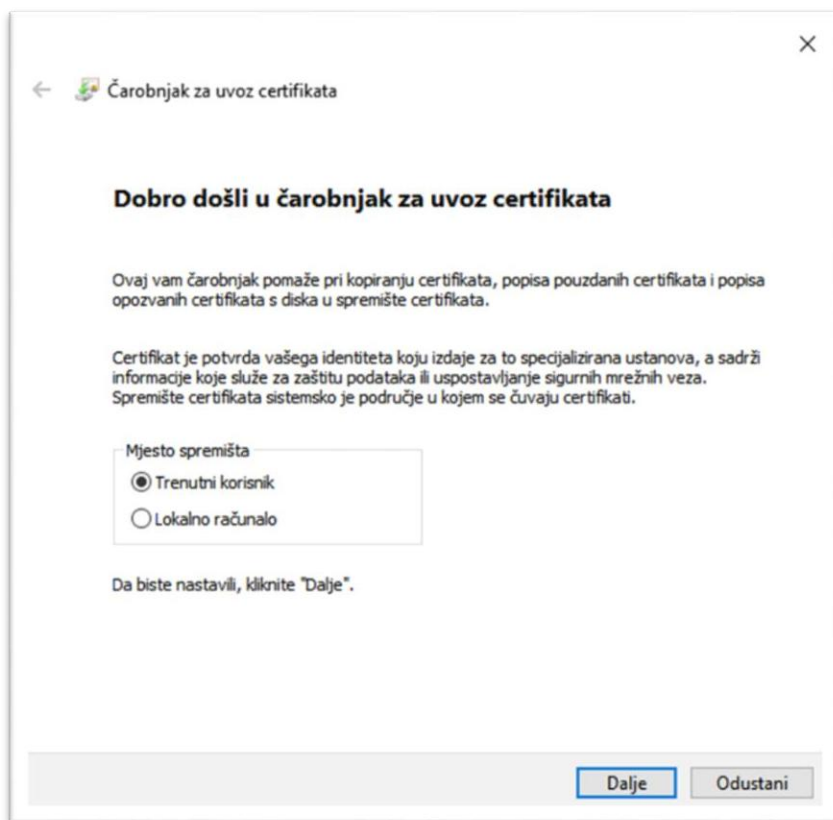 Čarobnjak za uvoz certifikata
Dobro došli u čarobnjak za uvoz certifikata
Ovaj vam čarobnjak pomaže pri kopiranju certifikata, popisa pouzdanih certifikata i popisa
opozvanih certifikata s diska u spremište certifikata.
Certifikat je potvrda vašega identiteta koju izdaje za to specijalizirana ustanova, a sadrži
informacije koje služe za zaštitu podataka ili uspostavljanje sigurnih mrežnih veza.
Spremište certifikata sistemsko je područje u kojem se čuvaju certifikati.
Mjesto spremišta
Trenutni korisnik
Lokalno računalo
Da biste nastavili, kliknite "Dalje".
Dalje Odustani